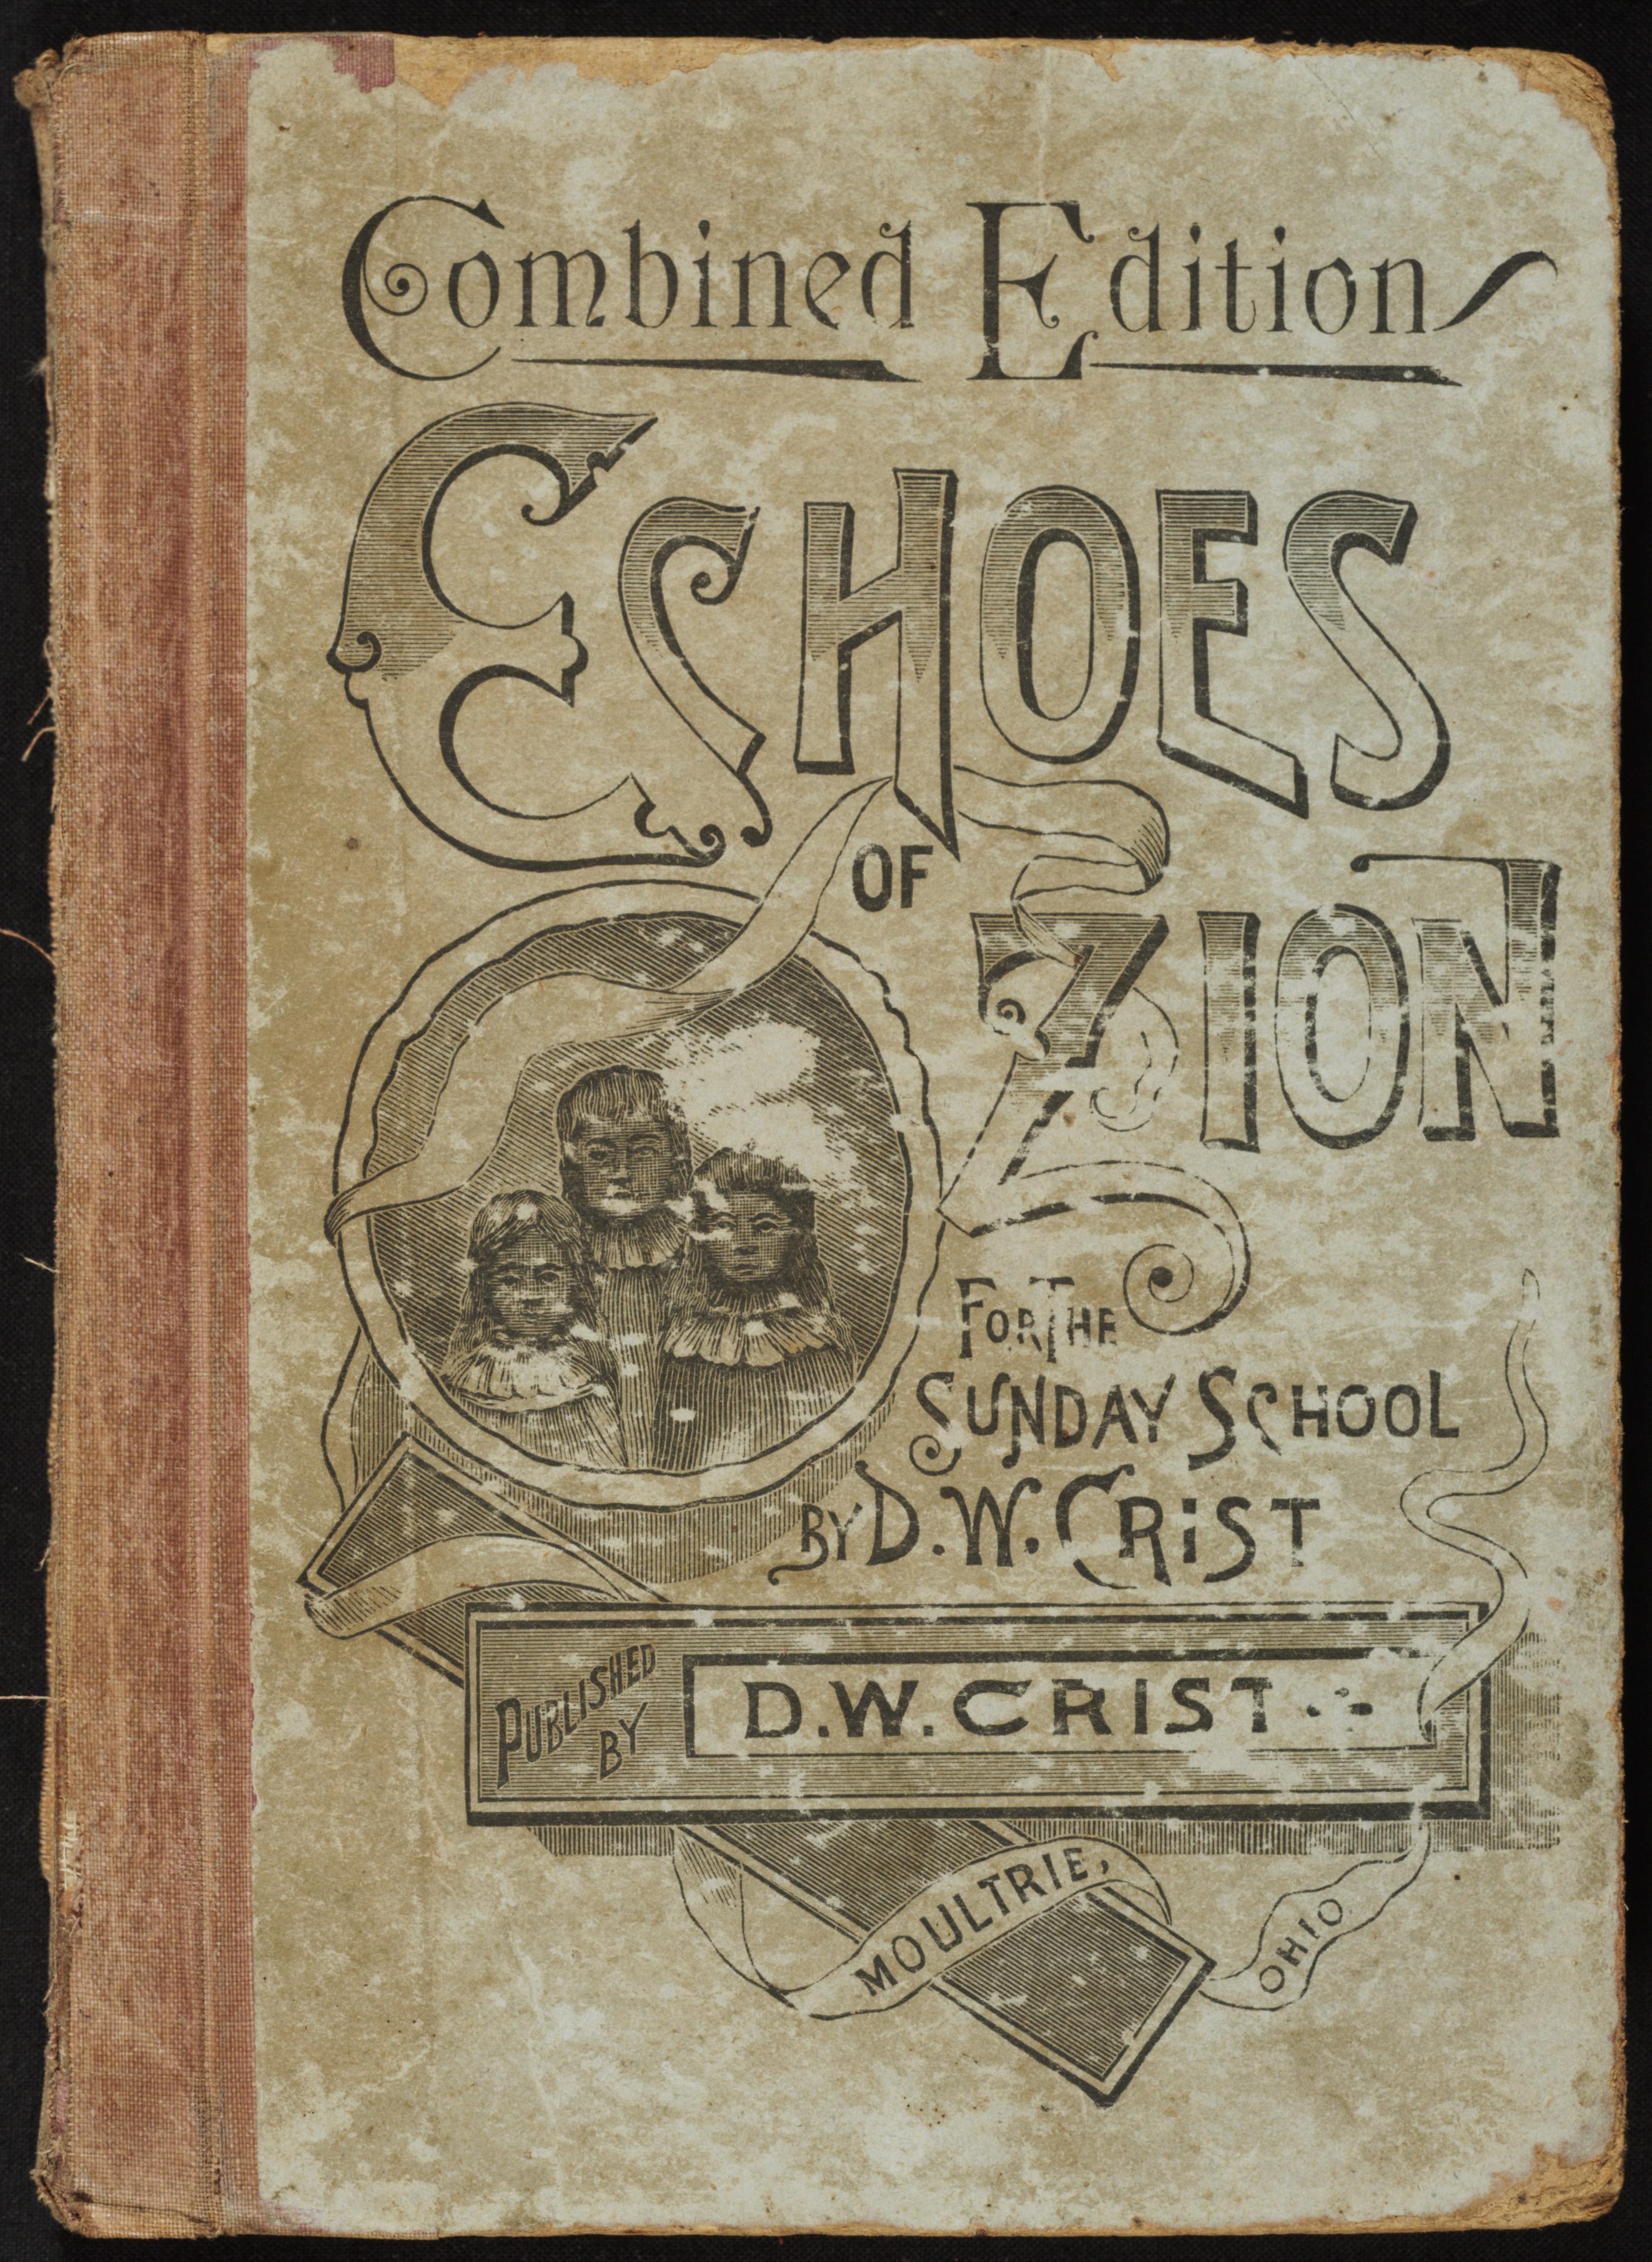 Combined Edition
ECHOES
OF
ZION
FOR THE
SUNDAY SCHOOL
BY D. W. CRiST
PUBLISHED
BY
D. W. CRIST
MOULTRIE,
OHIO